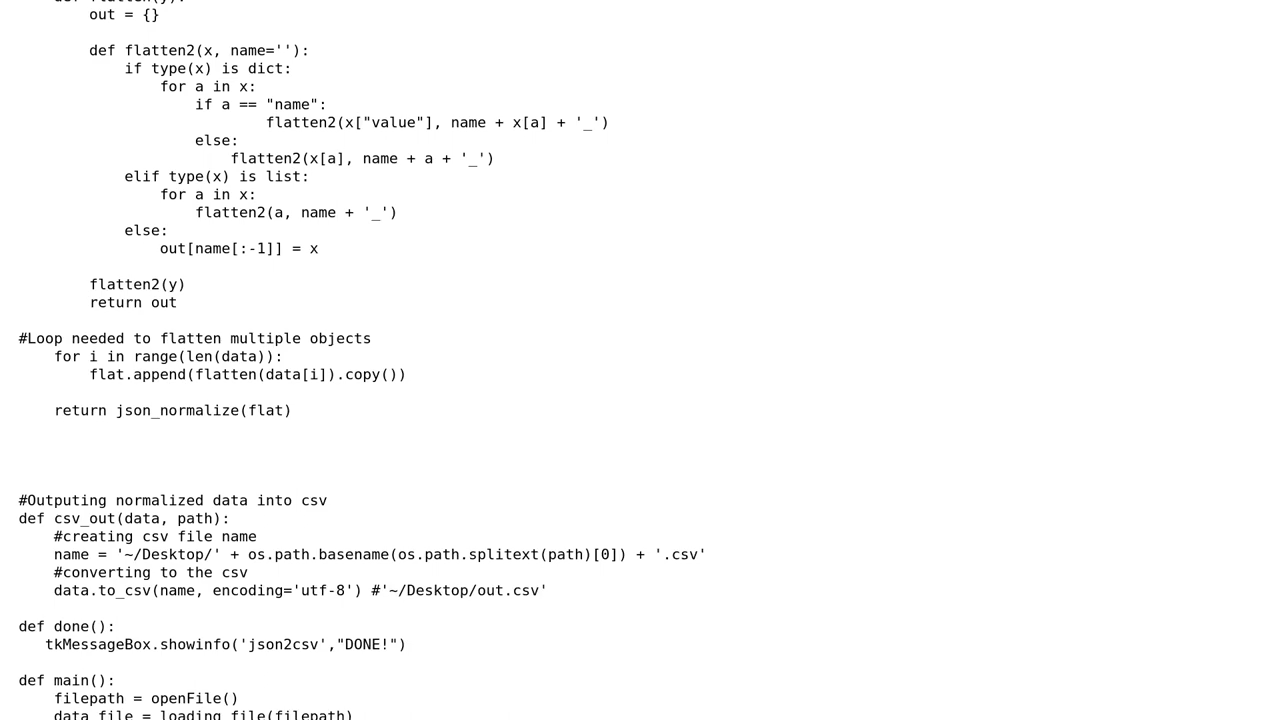 def flatten(y):
out = {}
def flatten2(x, name=''):
if type(x) is dict:
for a in x:
if a == "name":
flatten2(x["value"], name + x[a] + '_')
else:
flatten2(x[a], name + a + '_')
elif type(x) is list:
for a in x:
flatten2(a, name + '_')
else:
out[name[:-1]] = x
flatten2(y)
return out
#Loop needed to flatten multiple objects
for i in range(len(data)):
flat.append(flatten(data[i]).copy())
return json_normalize(flat)
#Outputing normalized data into csv
def csv_out(data, path):
#creating csv file name
name = '~/Desktop/' + os.path.basename(os.path.splitext(path)[0]) + '.csv'
#converting to the csv
data.to_csv(name, encoding='utf-8') #'~/Desktop/out.csv'
def done():
tkMessageBox.showinfo('json2csv',"DONE!")
def main():
filepath = openFile()
data_file = loading_file(filepath)